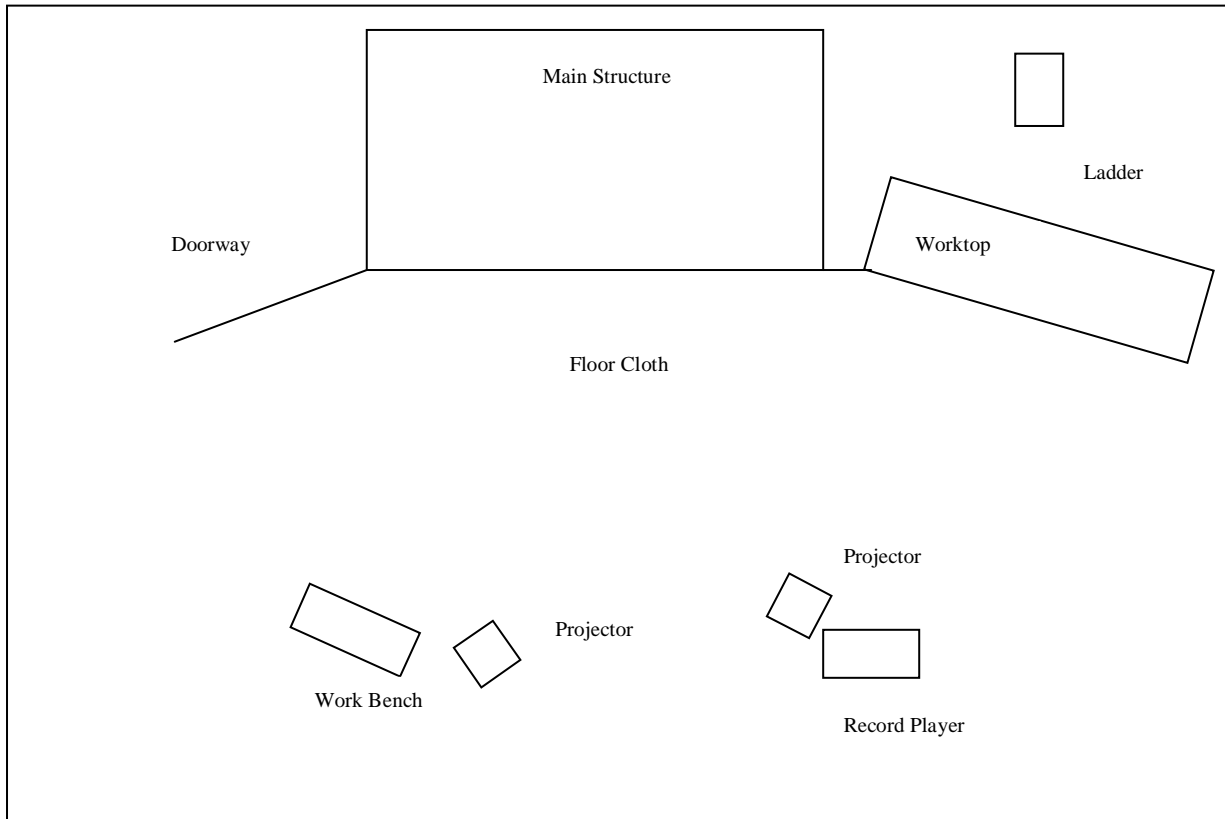 Main Structure
Ladder
Doorway
Worktop
Floor Cloth
Projector
Projector
Work Bench
Record Player